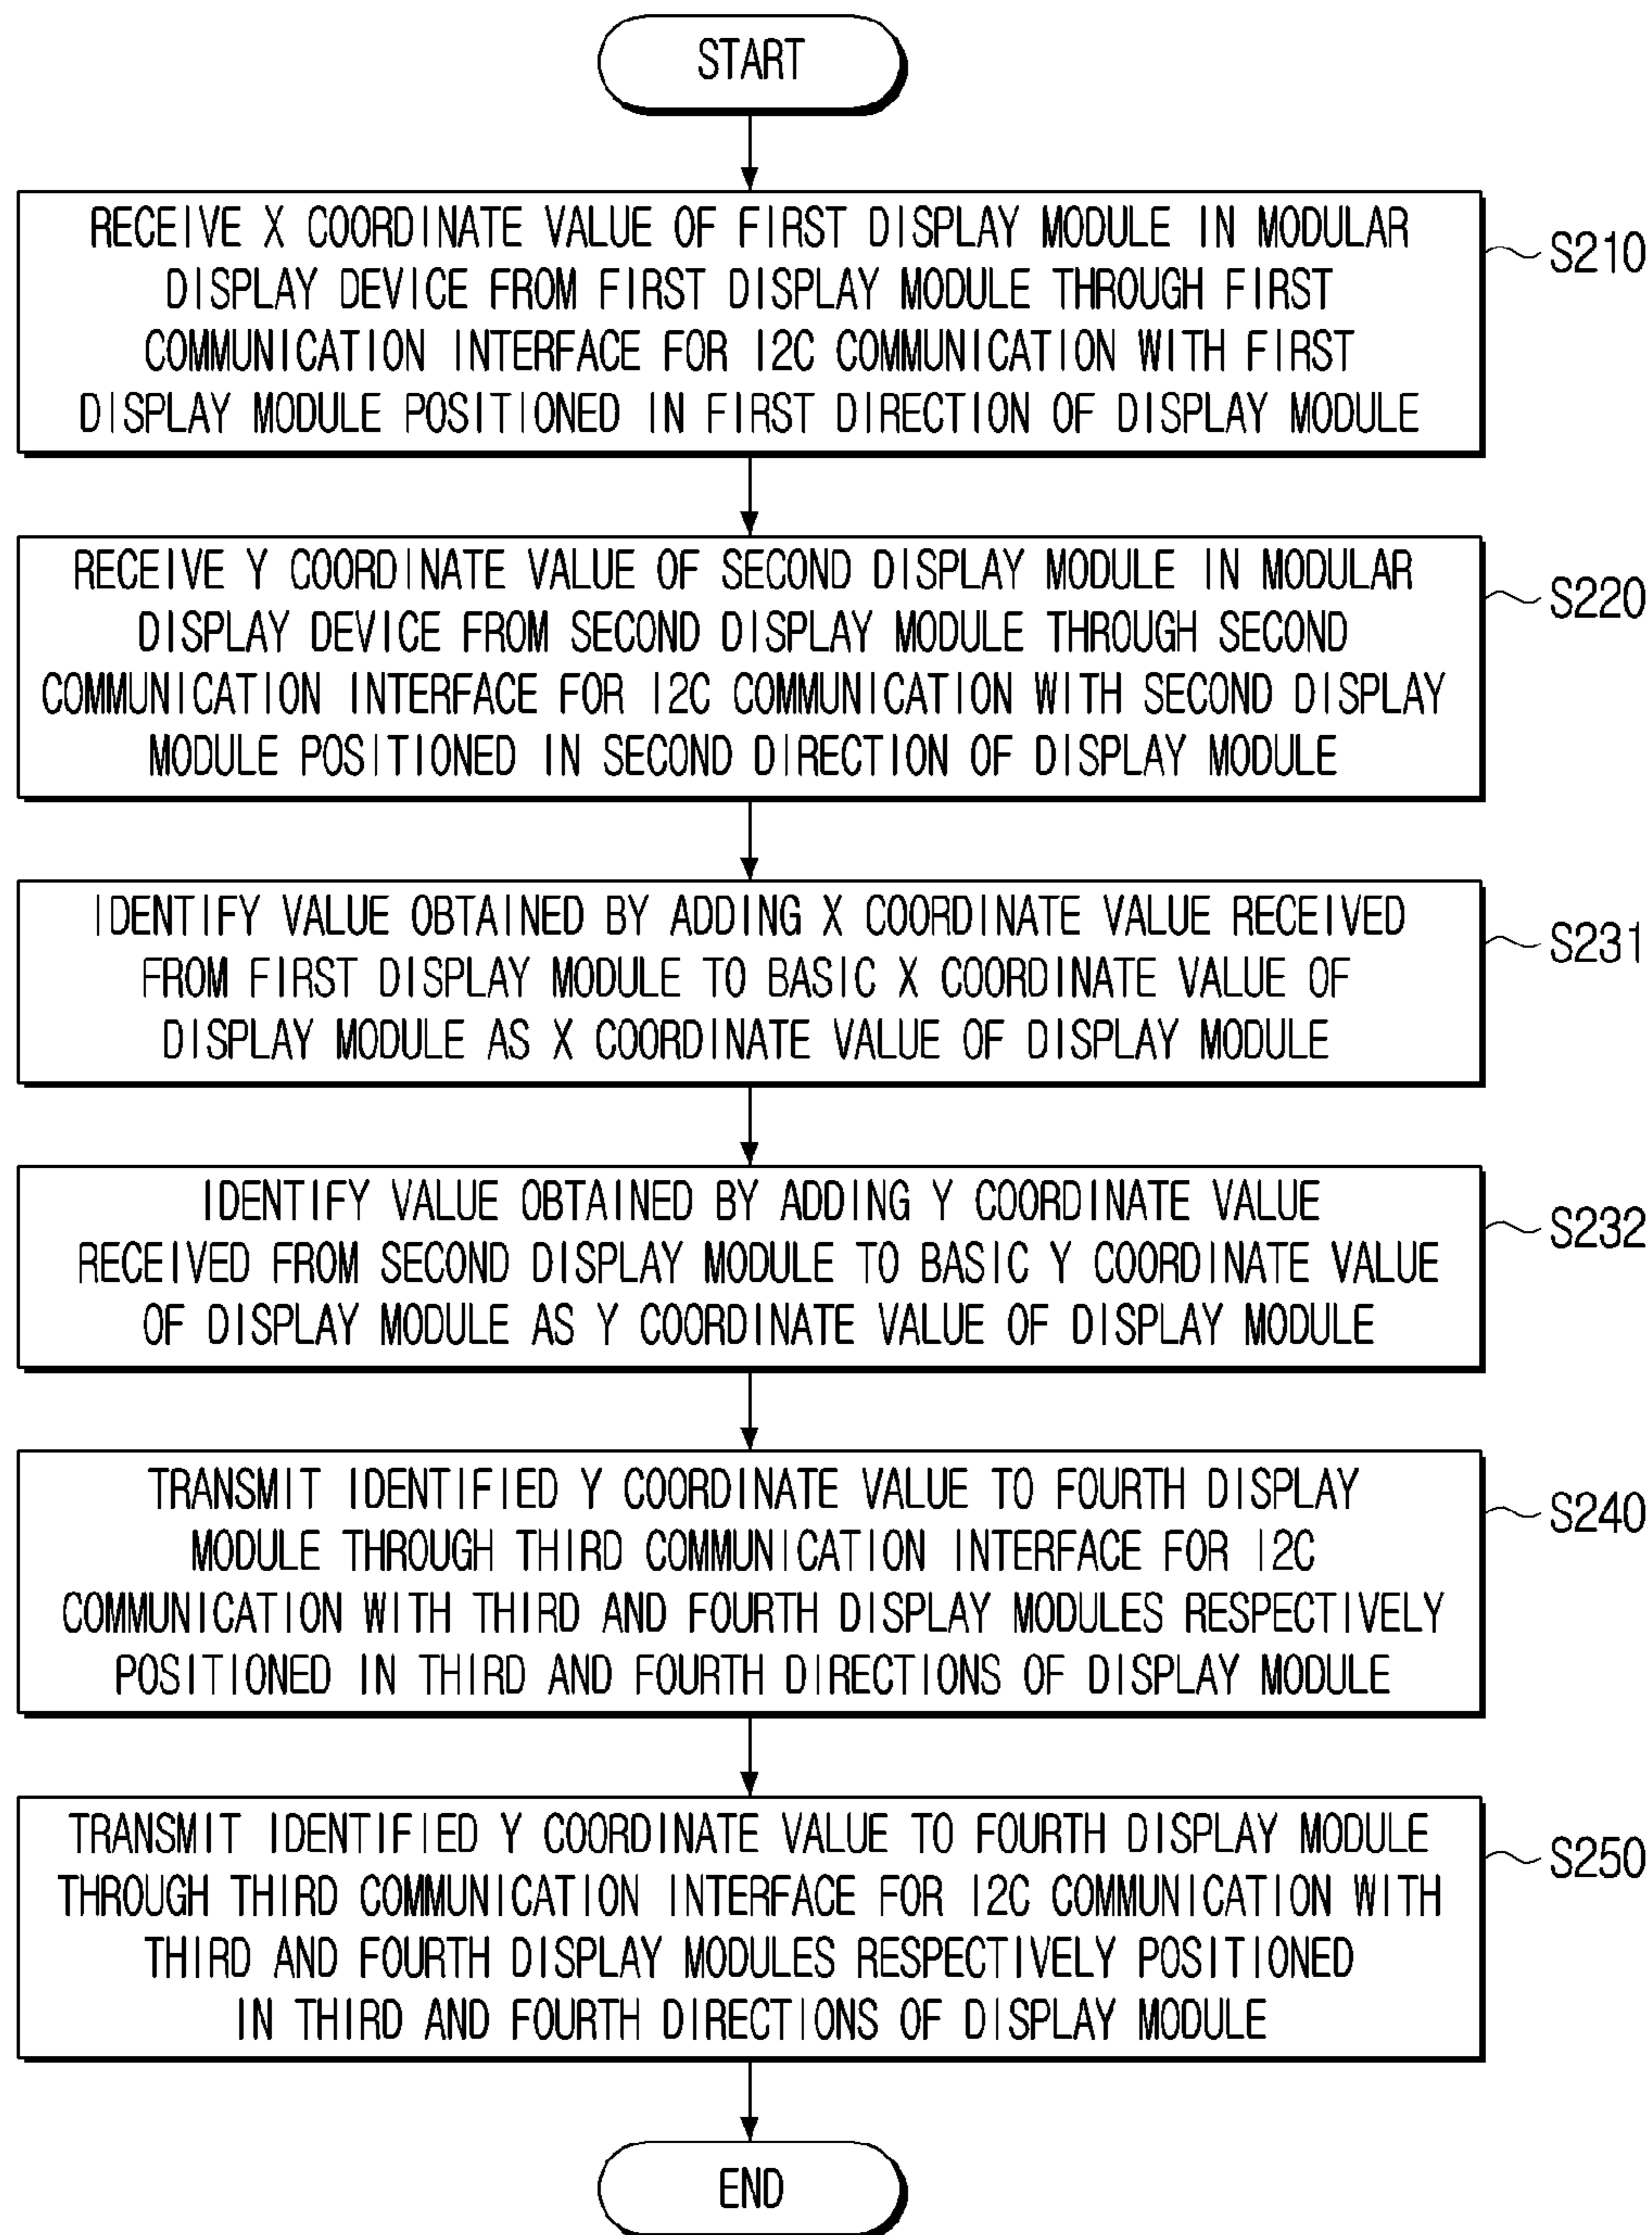 START
RECEIVE X COORDINATE VALUE OF FIRST DISPLAY MODULE IN MODULAR
DISPLAY DEVICE FROM FIRST DISPLAY MODULE THROUGH FIRST
COMMUNICATION INTERFACE FOR I2C COMMUNICATION WITH FIRST
DISPLAY MODULE POSITIONED IN FIRST DIRECTION OF DISPLAY MODULE
S210
RECEIVE Y COORDINATE VALUE OF SECOND DISPLAY MODULE IN MODULAR
DISPLAY DEVICE FROM SECOND DISPLAY MODULE THROUGH SECOND
COMMUNICATION INTERFACE FOR I2C COMMUNICATION WITH SECOND DISPLAY
MODULE POSITIONED IN SECOND DIRECTION OF DISPLAY MODULE
S220
IDENTIFY VALUE OBTAINED BY ADDING X COORDINATE VALUE RECEIVED
FROM FIRST DISPLAY MODULE TO BASIC X COORDINATE VALUE OF
DISPLAY MODULE AS X COORDINATE VALUE OF DISPLAY MODULE
S231
IDENTIFY VALUE OBTAINED BY ADDING Y COORDINATE VALUE
RECEIVED FROM SECOND DISPLAY MODULE TO BASIC Y COORDINATE VALUE
OF DISPLAY MODULE AS Y COORDINATE VALUE OF DISPLAY MODULE
S232
TRANSMIT IDENTIFIED Y COORDINATE VALUE TO FOURTH DISPLAY
MODULE THROUGH THIRD COMMUNICATION INTERFACE FOR I2C
COMMUNICATION WITH THIRD AND FOURTH DISPLAY MODULES RESPECTIVELY
POSITIONED IN THIRD AND FOURTH DIRECTIONS OF DISPLAY MODULE
S240
TRANSMIT IDENTIFIED Y COORDINATE VALUE TO FOURTH DISPLAY MODULE
THROUGH THIRD COMMUNICATION INTERFACE FOR I2C COMMUNICATION WITH
THIRD AND FOURTH DISPLAY MODULES RESPECTIVELY POSITIONED
IN THIRD AND FOURTH DIRECTIONS OF DISPLAY MODULE
S250
END